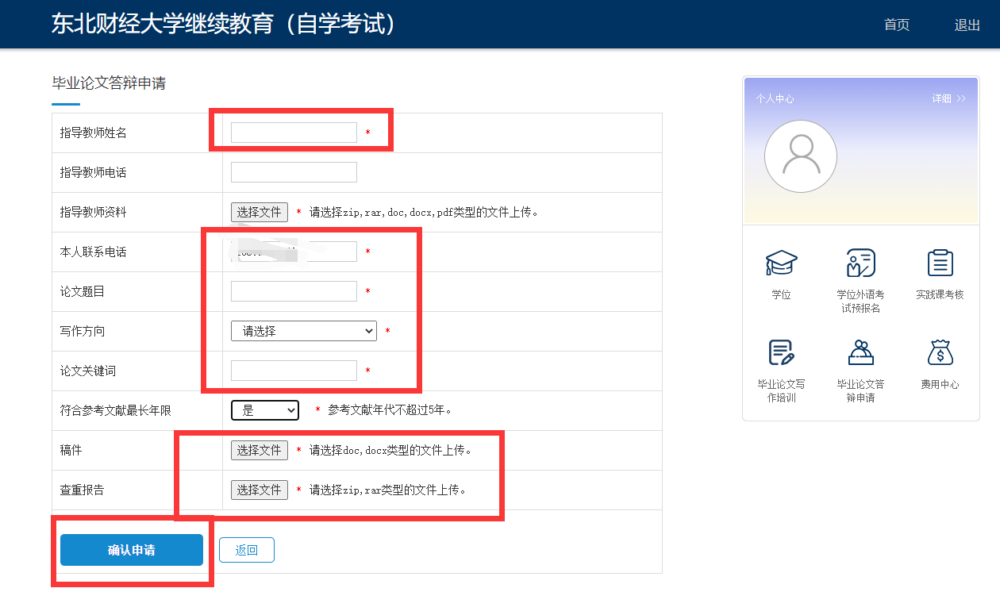 东北财经大学继续教育（自学考试）
首页
退出
毕业论文答辩申请
指导教师姓名 *
指导教师电话
指导教师资料 选择文件 * 请选择zip,rar,doc,docx,pdf类型的文件上传。
本人联系电话 *
论文题目 *
写作方向 请选择 *
论文关键词 *
符合参考文献最长年限 是 * 参考文献年代不超过5年。
稿件 选择文件 * 请选择doc,docx类型的文件上传。
查重报告 选择文件 * 请选择zip,rar类型的文件上传。
确认申请 返回
个人中心 详细 >>
学位
学位外语考
试预报名
实践课考核
毕业论文写
作培训
毕业论文答
辩申请
费用中心